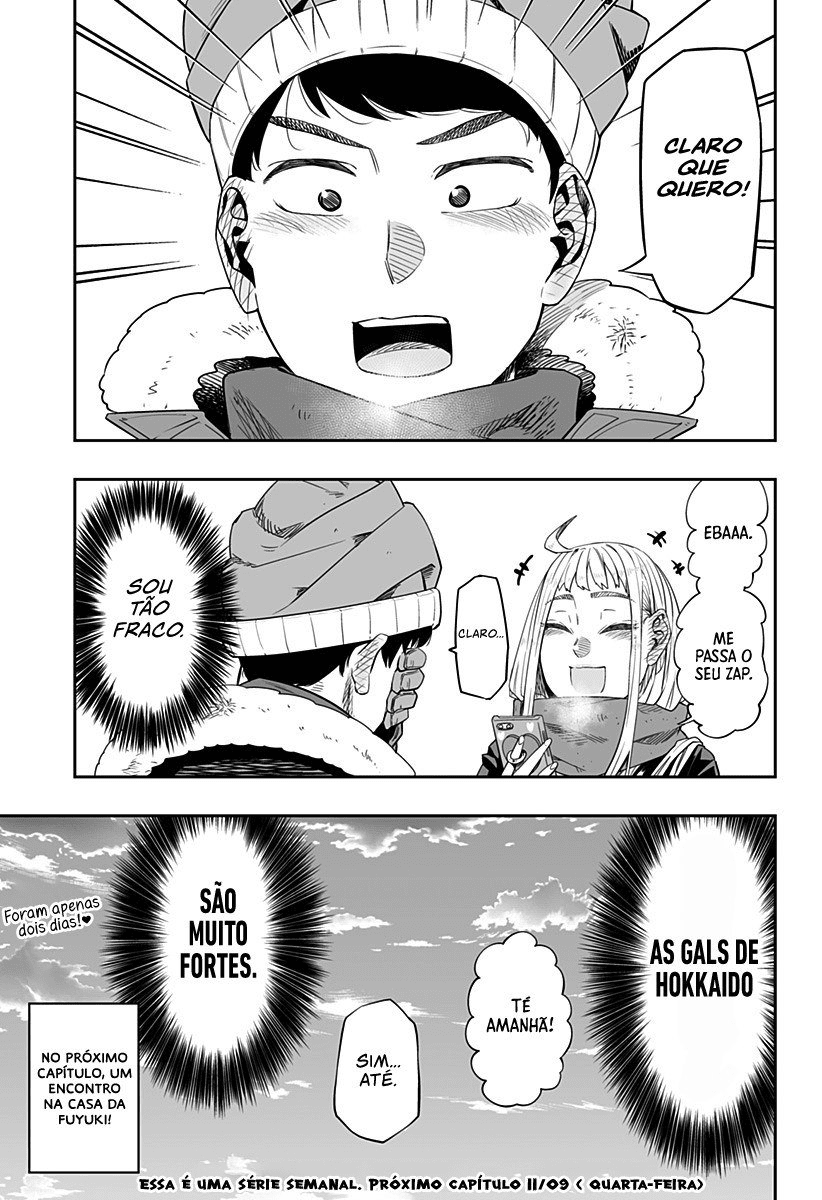 CLARO
QUE
QUERO!
EBAAA.
ME
PASSA O
SEU ZAP.
CLARO...
SOU
TÃO
FRACO.
AS GALS DE
HOKKAIDO
TÉ
AMANHÃ!
SIM...
ATÉ.
SÃO
MUITO
FORTES.
Foram apenas
dois dias!♥
NO PRÓXIMO
CAPÍTULO, UM
ENCONTRO
NA CASA DA
FUYUKI!
ESSA É UMA SÉRIE SEMANAL. PRÓXIMO CAPÍTULO 11/09 ( QUARTA-FEIRA)